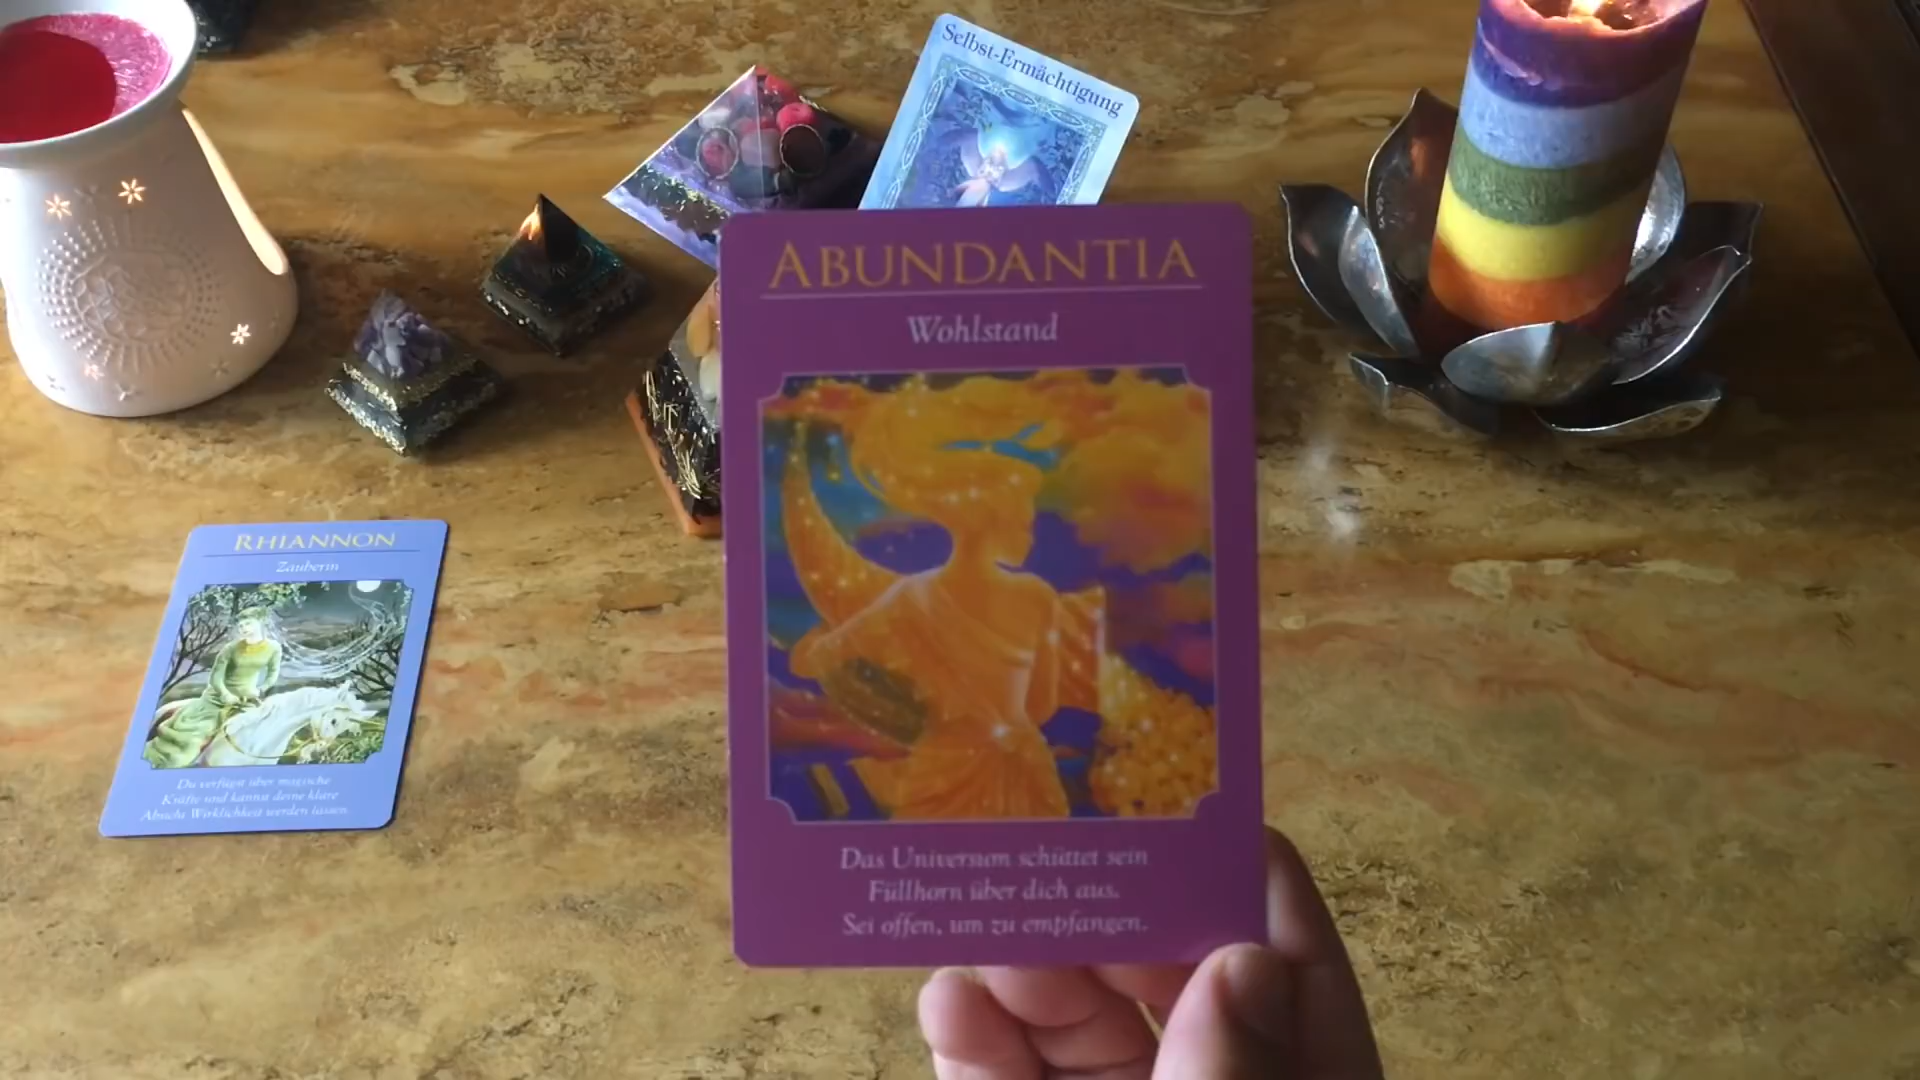 Selbst-Ermächtigung
ABUNDANTIA
Wohlstand
Das Universum schüttet sein
Füllhorn über dich aus.
Sei offen, um zu empfangen.
RHIANNON
Zauberin
Du verfügst über magische
Kräfte und kannst deine klare
Absicht Wirklichkeit werden lassen.